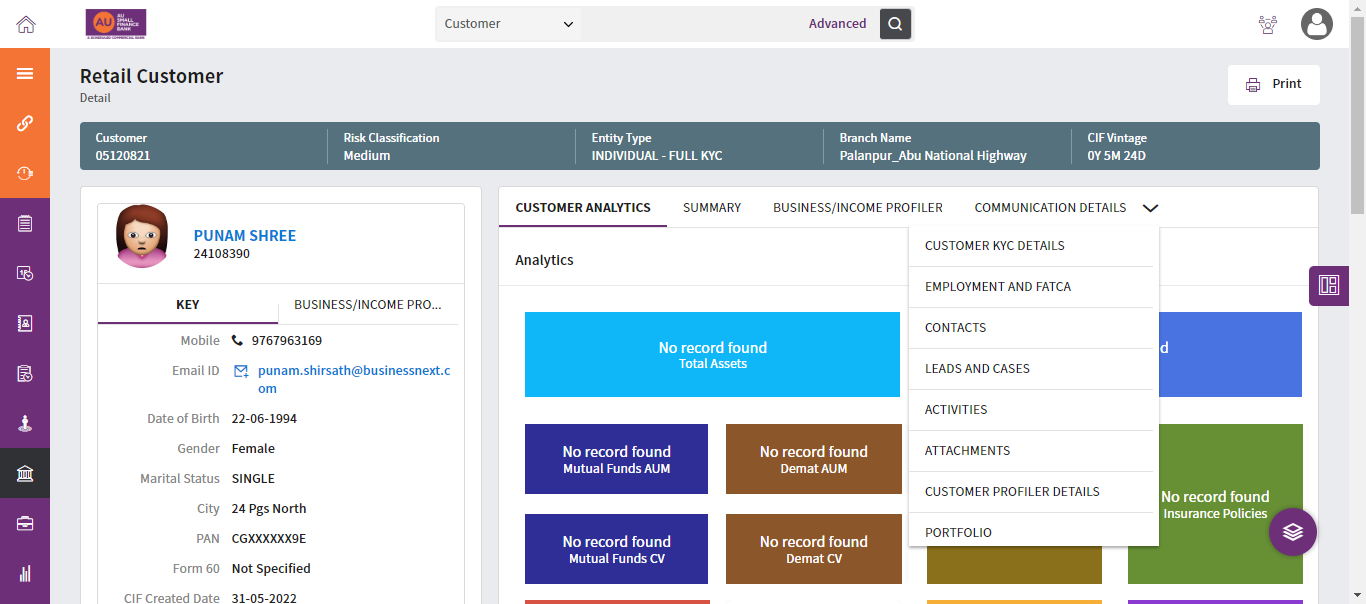 AU
AU
SMALL
FINANCE
BANK
A SCHEDULED COMMERCIAL BANK
Customer
Advanced
Retail Customer
Detail
Print
Customer
05120821
Risk Classification
Medium
Entity Type
INDIVIDUAL - FULL KYC
Branch Name
Palanpur_Abu National Highway
CIF Vintage
0Y 5M 24D
PUNAM SHREE
24108390
KEY
BUSINESS/INCOME PRO...
Mobile 9767963169
Email ID punam.shirsath@businessnext.c
om
Date of Birth 22-06-1994
Gender Female
Marital Status SINGLE
City 24 Pgs North
PAN CGXXXXXX9E
Form 60 Not Specified
CIF Created Date 31-05-2022
CUSTOMER ANALYTICS
SUMMARY
BUSINESS/INCOME PROFILER
COMMUNICATION DETAILS
Analytics
CUSTOMER KYC DETAILS
EMPLOYMENT AND FATCA
CONTACTS
LEADS AND CASES
ACTIVITIES
ATTACHMENTS
CUSTOMER PROFILER DETAILS
PORTFOLIO
No record found
Total Assets
d
No record found
Mutual Funds AUM
No record found
Demat AUM
No record found
Insurance Policies
No record found
Mutual Funds CV
No record found
Demat CV